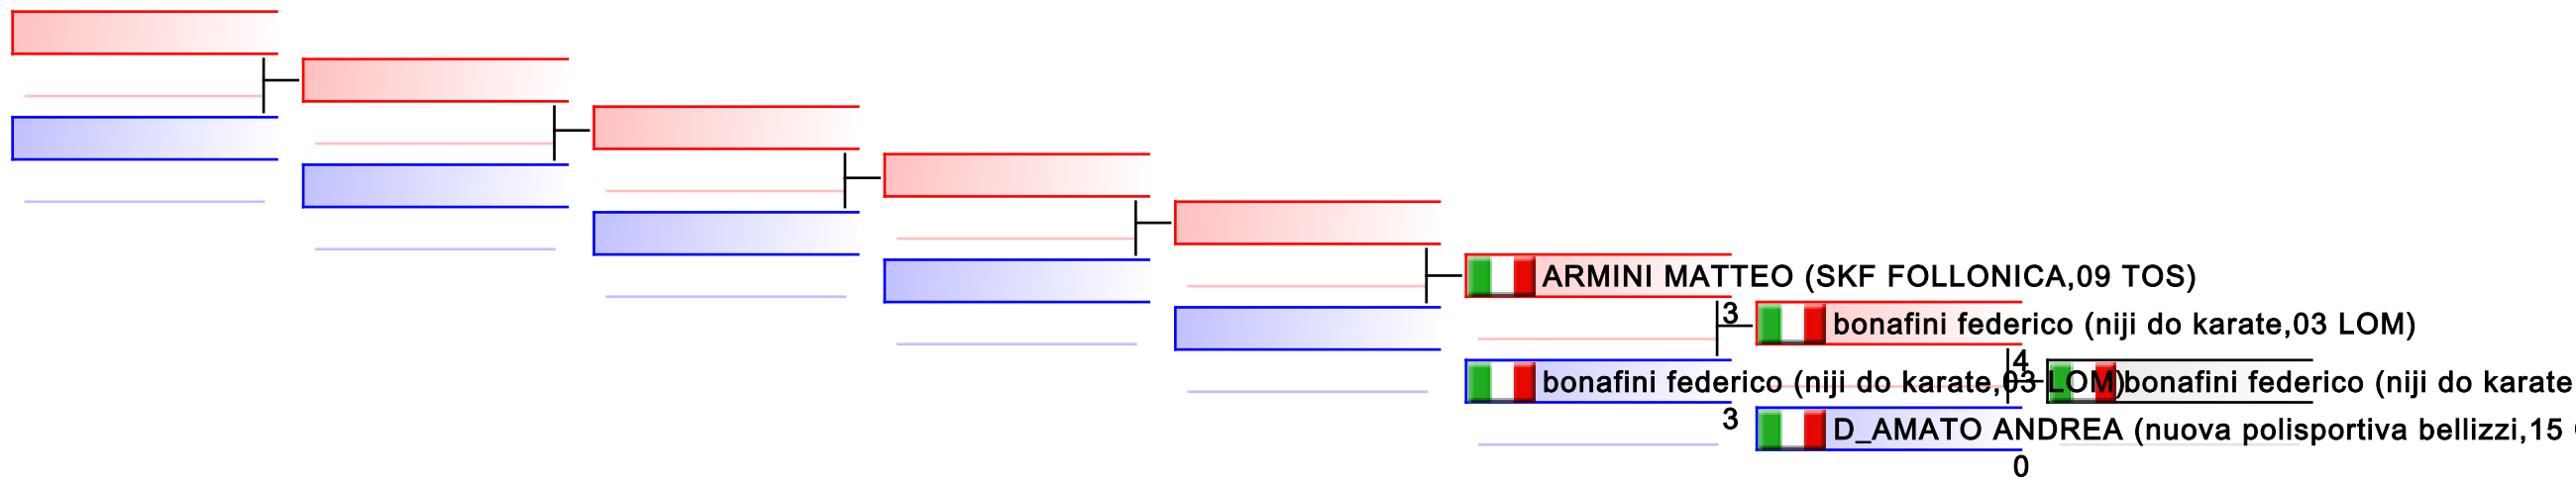 ARMINI MATTEO (SKF FOLLONICA,09 TOS)
3
bonafini federico (niji do karate,03 LOM)
4
bonafini federico (niji do karate,03 LOM)
bonafini federico (niji do karate
3
D_AMATO ANDREA (nuova polisportiva bellizzi,15
0